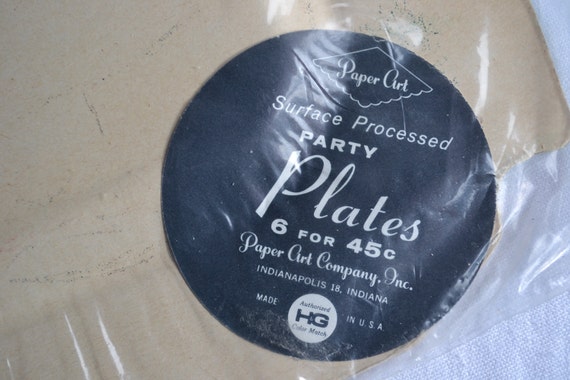 Paper Art
Surface Processed
PARTY
Plates
6 FOR 45c
Paper Art Company, Inc.
INDIANAPOLIS 18, INDIANA
MADE IN U.S.A.
Authorized
HG
Color Match